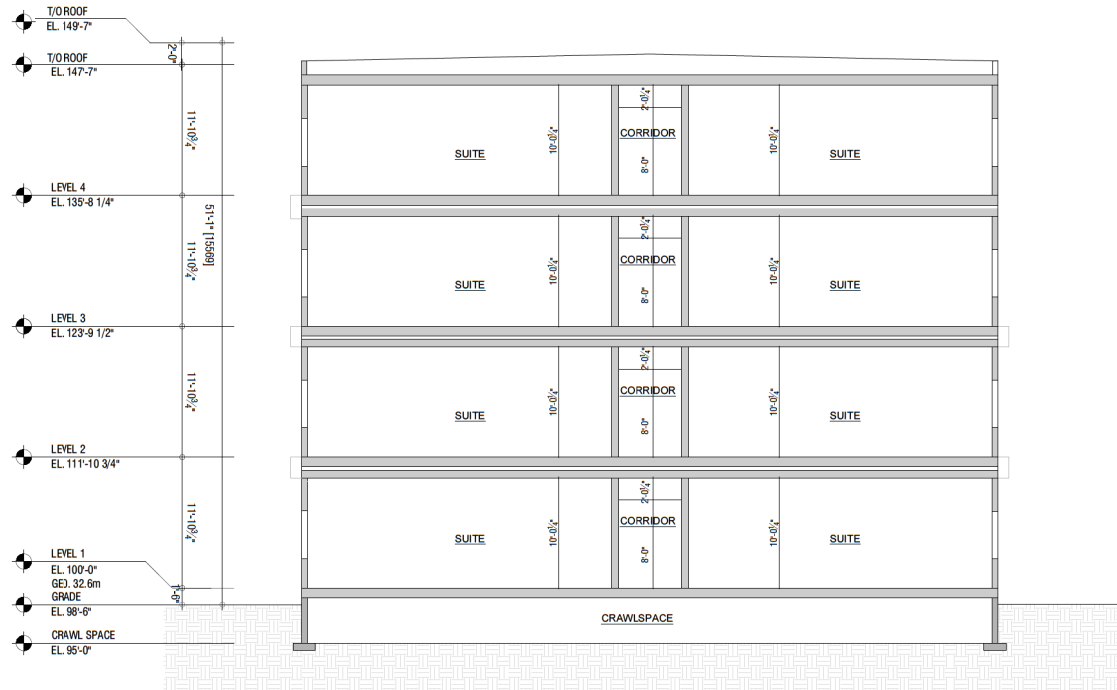 T/O ROOF
EL. 149'-7"
T/O ROOF
EL. 147'-7"
LEVEL 4
EL. 135'-8 1/4"
LEVEL 3
EL. 123'-9 1/2"
LEVEL 2
EL. 111'-10 3/4"
LEVEL 1
EL. 100'-0"
GEO. 32.6m
GRADE
EL. 98'-6"
CRAWL SPACE
EL. 95'-0"
2'-0"
11'-10¾"
11'-10¾"
11'-10¾"
11'-10¾"
1'-6"
51'-1" [15569]
SUITE
10'-0¼"
2'-0¼"
CORRIDOR
8'-0"
10'-0¼"
SUITE
SUITE
10'-0¼"
2'-0¼"
CORRIDOR
8'-0"
10'-0¼"
SUITE
SUITE
10'-0¼"
2'-0¼"
CORRIDOR
8'-0"
10'-0¼"
SUITE
SUITE
10'-0¼"
2'-0¼"
CORRIDOR
8'-0"
10'-0¼"
SUITE
CRAWLSPACE